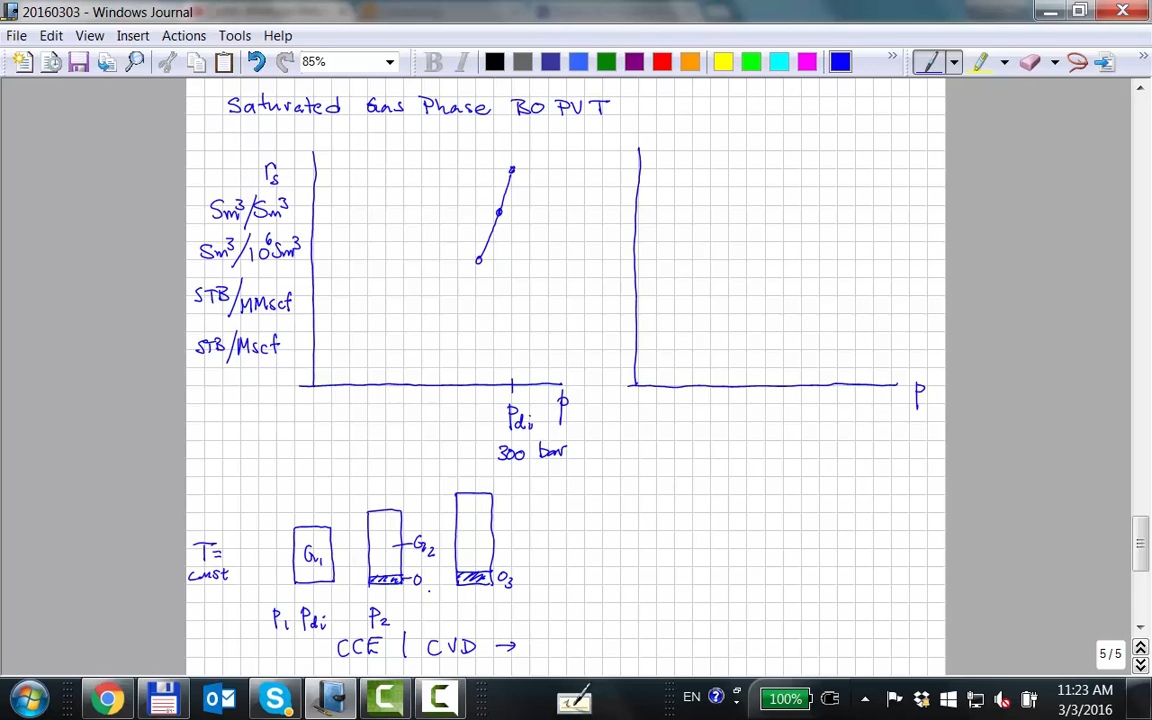 20160303 - Windows Journal
File Edit View Insert Actions Tools Help
85%
B
Saturated Gas Phase BO PVT
rs
Sm³/Sm³
Sm³/10⁶Sm³
STB/MMscf
STB/Mscf
Pdi p
300 bar
p
T=
const
G1
G2
O
O3
P1 Pdi P2
CCE | CVD →
5 / 5
EN
100%
11:23 AM
3/3/2016